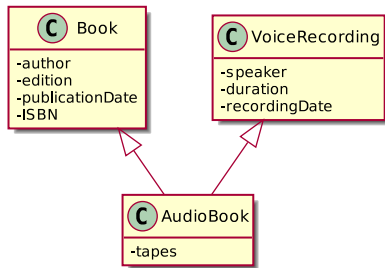 C Book
-author
-edition
-publicationDate
-ISBN
C VoiceRecording
-speaker
-duration
-recordingDate
C AudioBook
-tapes